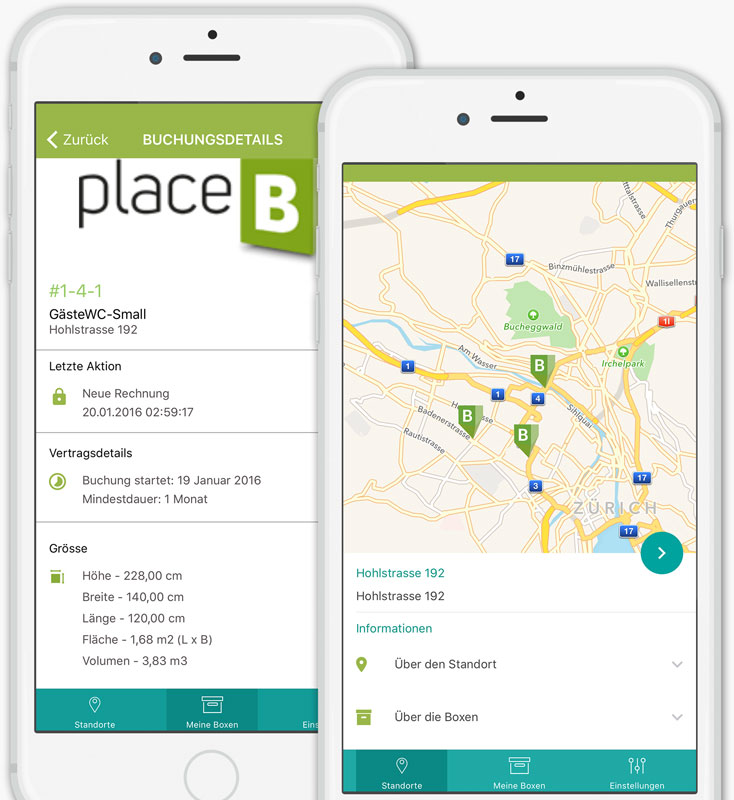 Zurück
BUCHUNGSDETAILS
place B
#1-4-1
GästeWC-Small
Hohlstrasse 192
Letzte Aktion
Neue Rechnung
20.01.2016 02:59:17
Vertragsdetails
Buchung startet: 19 Januar 2016
Mindestdauer: 1 Monat
Grösse
Höhe - 228,00 cm
Breite - 140,00 cm
Länge - 120,00 cm
Fläche - 1,68 m2 (L x B)
Volumen - 3,83 m3
Standorte
Meine Boxen
Eins
17
Binzmühlestrasse
Wallisellenst
Bucheggwald
1l
Irchelpark
Am Wasser
1
B
1
4
Sihlquai
B
Badenerstrasse
B
Rautistrasse
3
17
ZÜRICH
17
Hohlstrasse 192
Hohlstrasse 192
Informationen
Über den Standort
Über die Boxen
Standorte
Meine Boxen
Einstellungen